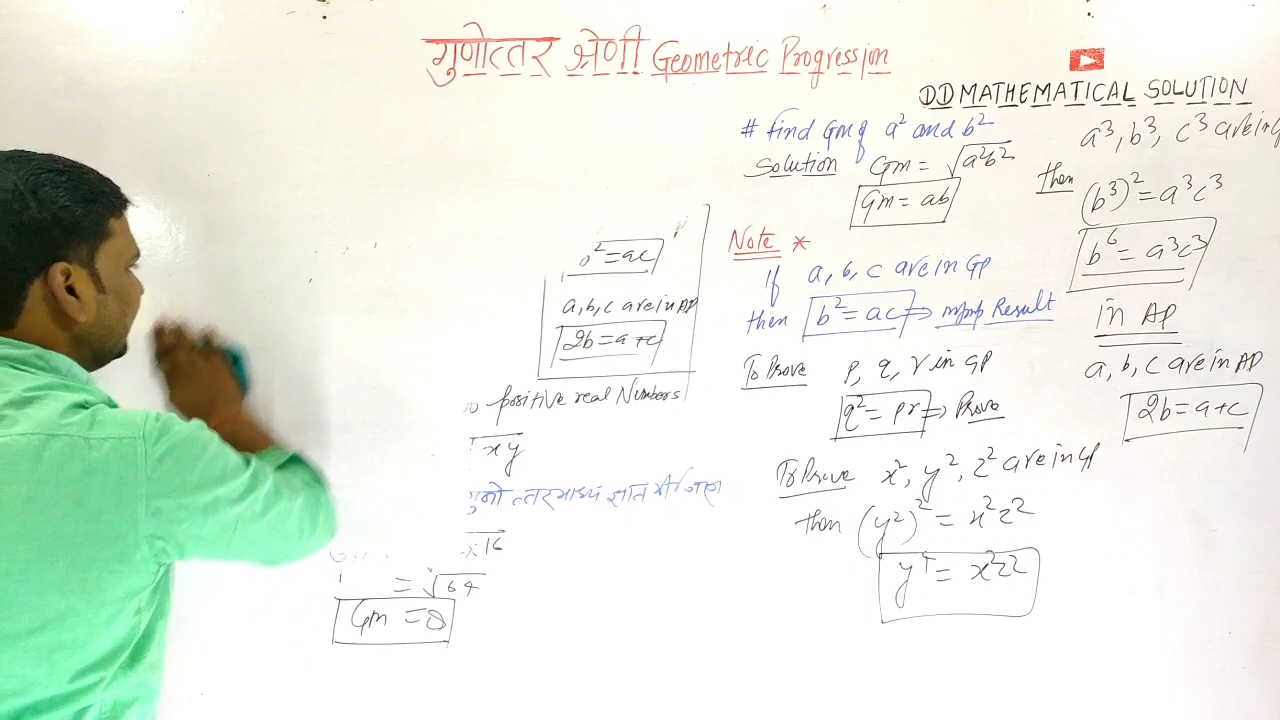 गुणोत्तर श्रेणी Geometric Progression
DD MATHEMATICAL SOLUTION
# find GM of a² and b²
Solution GM = √a²b²
GM = ab
Note *
If a, b, c are in GP
then b² = ac ⇒ Result
To Prove p, q, r in GP
q² = pr ⇒ Prove
To Prove x², y², z² are in GP
then (y²)² = x²z²
y⁴ = x²z²
a³, b³, c³ are in
then (b³)² = a³c³
b⁶ = a³c³
in AP
a, b, c are in AP
2b = a+c
² = ac
a, b, c are in AP
2b = a+c
positive real Numbers
xy
ज्ञात
x16
= √64
GM = 8